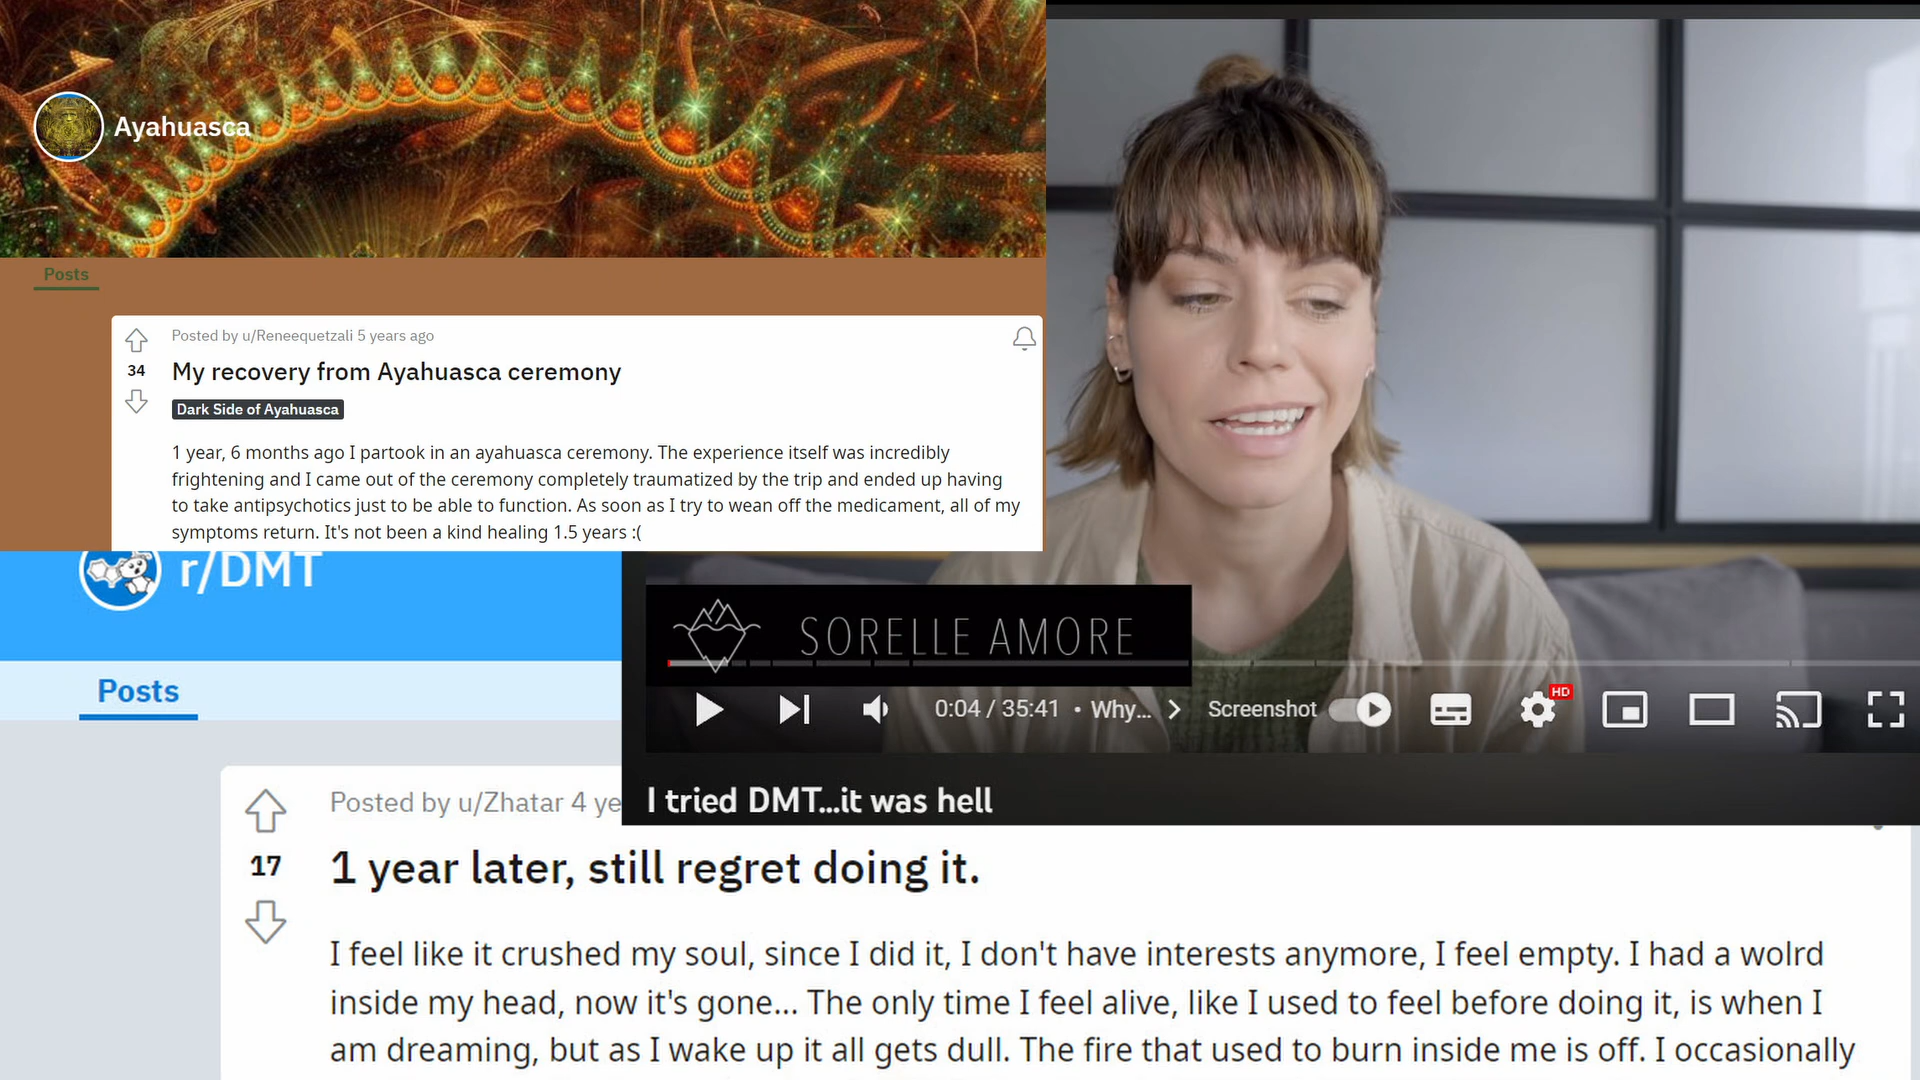 Ayahuasca
Posts
Posted by u/Reneequetzali 5 years ago
34
My recovery from Ayahuasca ceremony
Dark Side of Ayahuasca
1 year, 6 months ago I partook in an ayahuasca ceremony. The experience itself was incredibly
frightening and I came out of the ceremony completely traumatized by the trip and ended up having
to take antipsychotics just to be able to function. As soon as I try to wean off the medicament, all of my
symptoms return. It's not been a kind healing 1.5 years :(
SORELLE AMORE
0:04 / 35:41 • Why...
Screenshot
HD
I tried DMT...it was hell
r/DMT
Posts
Posted by u/Zhatar 4 ye
17
1 year later, still regret doing it.
I feel like it crushed my soul, since I did it, I don't have interests anymore, I feel empty. I had a wolrd
inside my head, now it's gone... The only time I feel alive, like I used to feel before doing it, is when I
am dreaming, but as I wake up it all gets dull. The fire that used to burn inside me is off. I occasionally